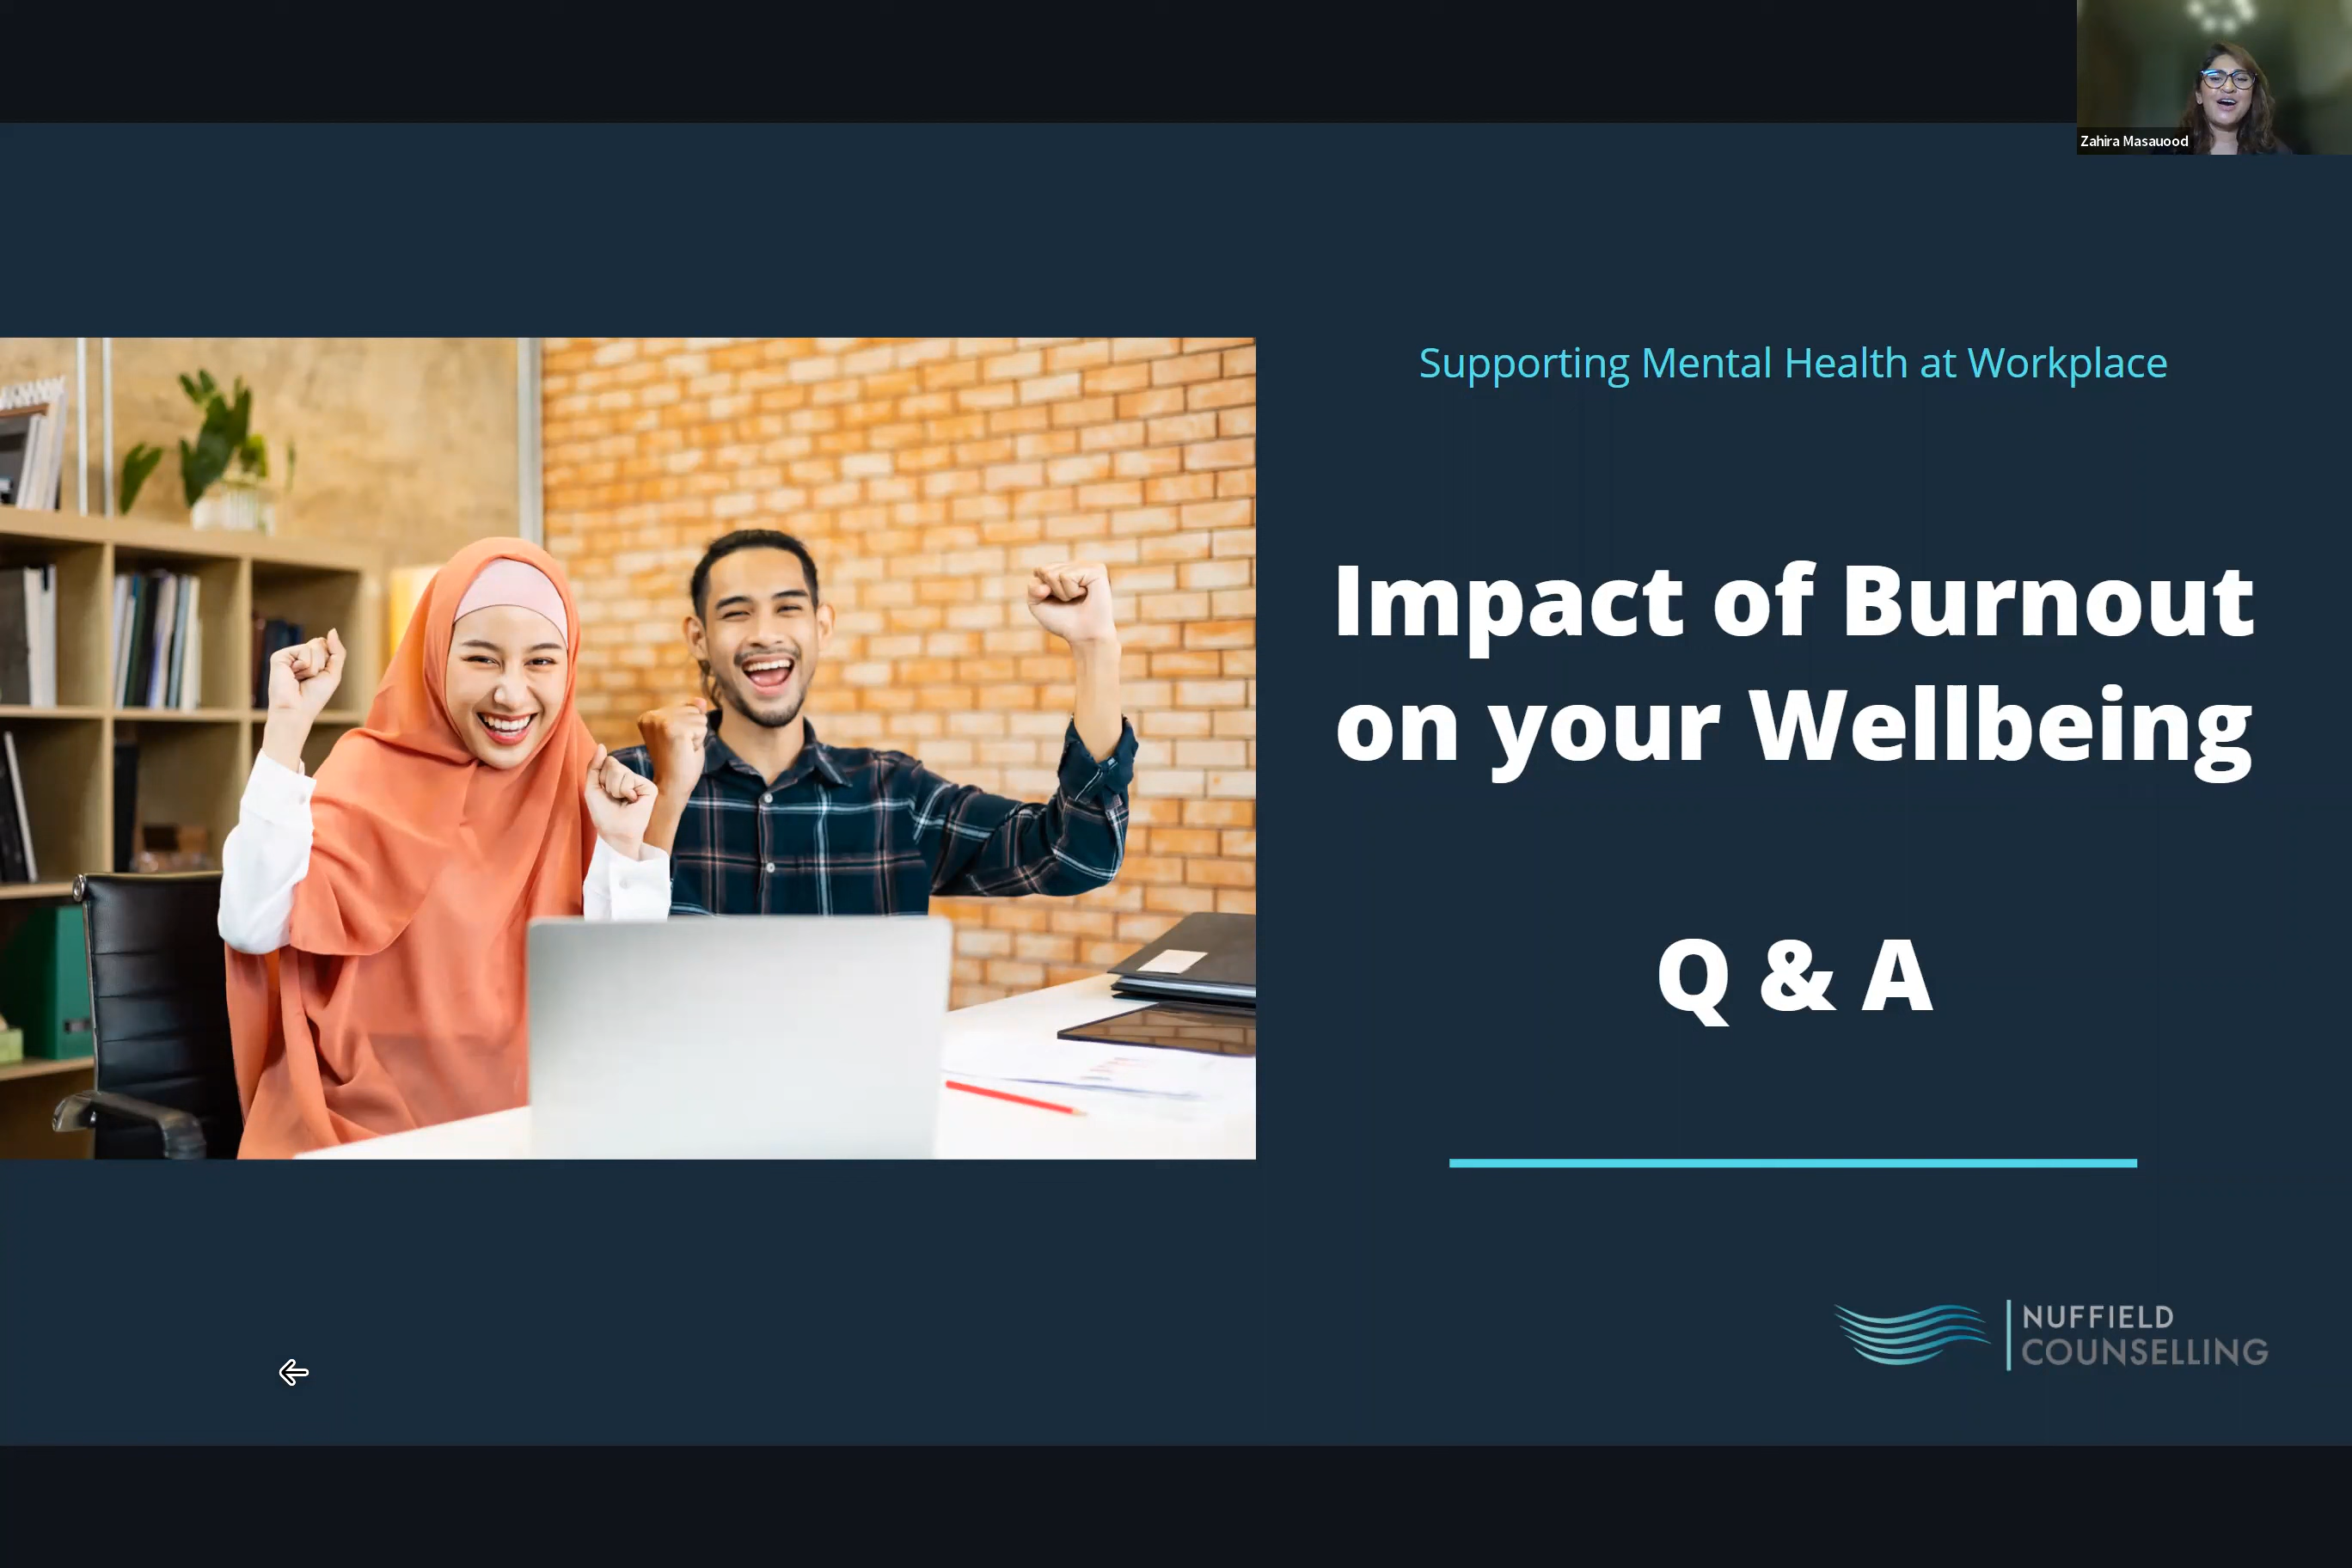 Zahira Masauood
Supporting Mental Health at Workplace
Impact of Burnout
on your Wellbeing
Q & A
NUFFIELD
COUNSELLING